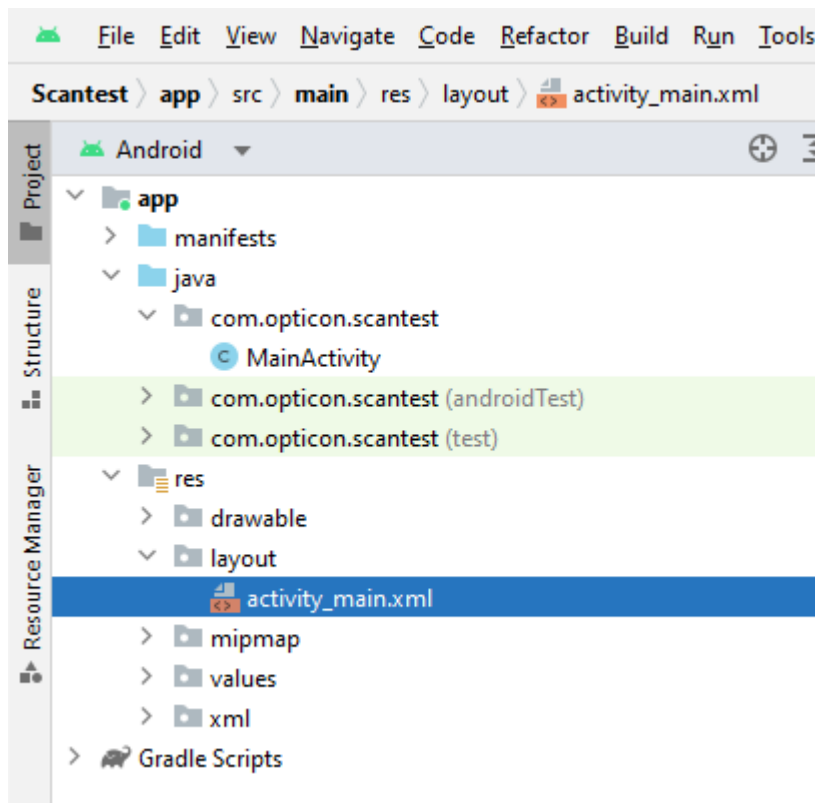 File Edit View Navigate Code Refactor Build Run Tools
Scantest app src main res layout activity_main.xml
Android
app
manifests
java
com.opticon.scantest
MainActivity
com.opticon.scantest (androidTest)
com.opticon.scantest (test)
res
drawable
layout
activity_main.xml
mipmap
values
xml
Gradle Scripts
Project
Structure
Resource Manager